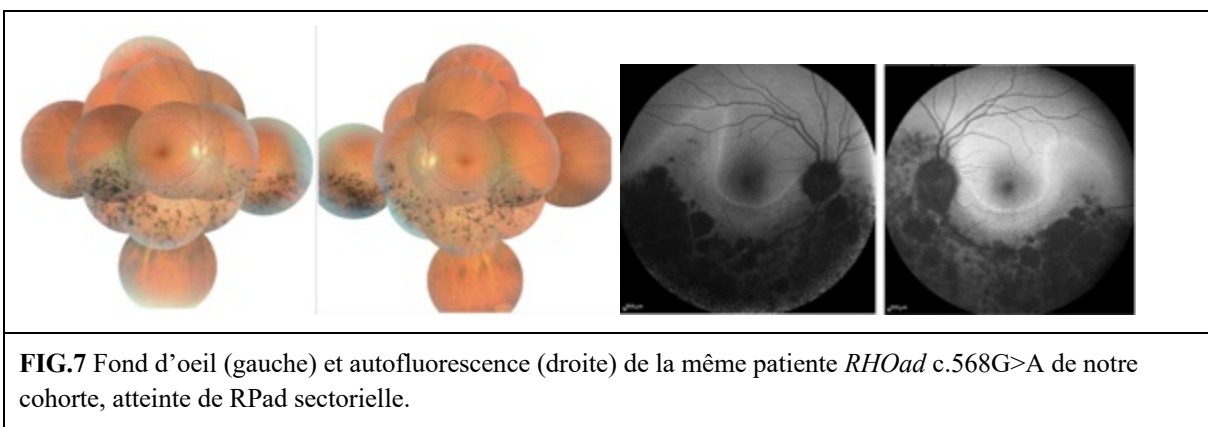 FIG.7 Fond d’oeil (gauche) et autofluorescence (droite) de la même patiente RHOad c.568G>A de notre
cohorte, atteinte de RPad sectorielle.